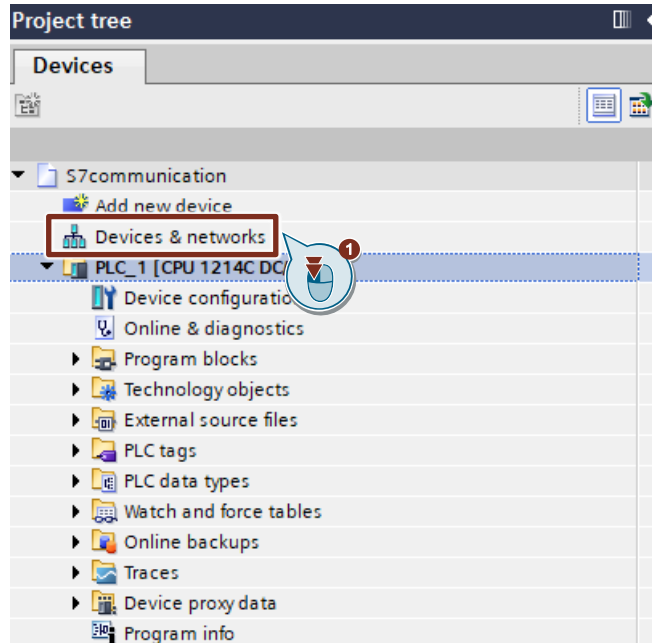 Project tree
Devices
S7communication
Add new device
Devices & networks
1
PLC_1 [CPU 1214C DC/
Device configuratio
Online & diagnostics
Program blocks
Technology objects
External source files
PLC tags
PLC data types
Watch and force tables
Online backups
Traces
Device proxy data
Program info